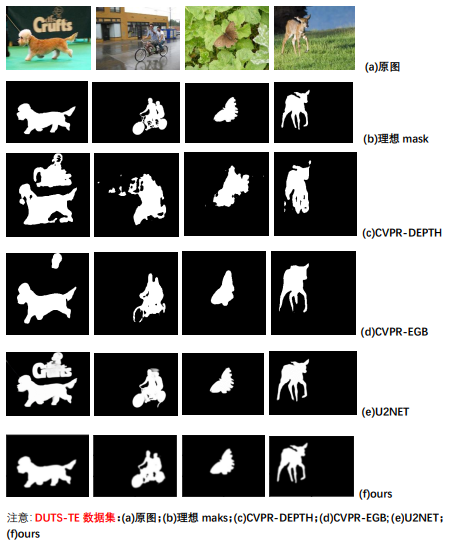 Crufts
(a)原图
(b)理想 mask
(c)CVPR-DEPTH
(d)CVPR-EGB
Crufts
(e)U2NET
(f)ours
注意: DUTS-TE 数据集:(a)原图;(b)理想 maks;(c)CVPR-DEPTH;(d)CVPR-EGB;(e)U2NET;
(f)ours